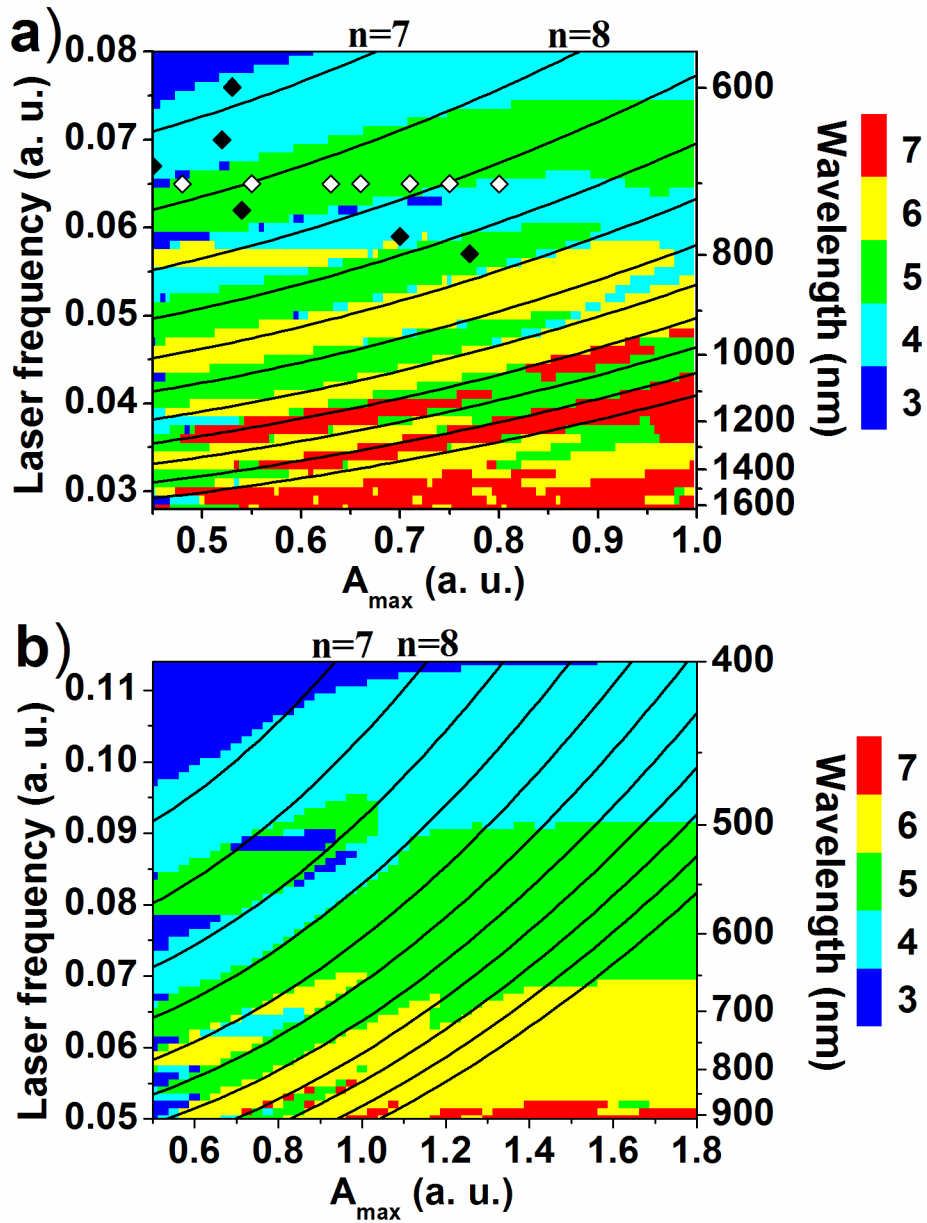 a)
n=7 n=8
0.08
0.07
0.06
0.05
0.04
0.03
Laser frequency (a. u.)
0.5 0.6 0.7 0.8 0.9 1.0
A_max (a. u.)
600
800
1000
1200
1400
1600
Wavelength (nm)
7
6
5
4
3
b)
n=7 n=8
0.11
0.10
0.09
0.08
0.07
0.06
0.05
Laser frequency (a. u.)
0.6 0.8 1.0 1.2 1.4 1.6 1.8
A_max (a. u.)
400
500
600
700
800
900
Wavelength (nm)
7
6
5
4
3